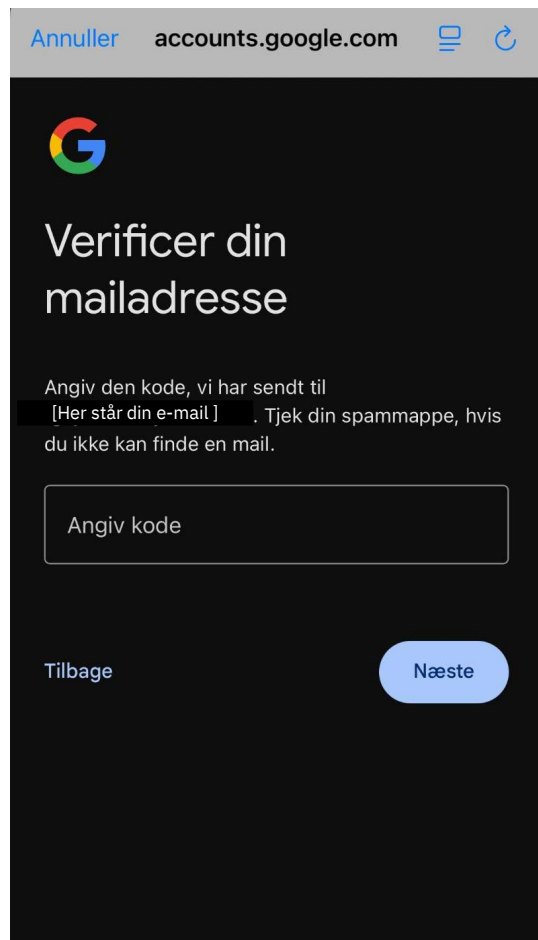 Annuller accounts.google.com
Verificer din
mailadresse
Angiv den kode, vi har sendt til
[Her står din e-mail ] . Tjek din spammappe, hvis
du ikke kan finde en mail.
Angiv kode
Tilbage Næste